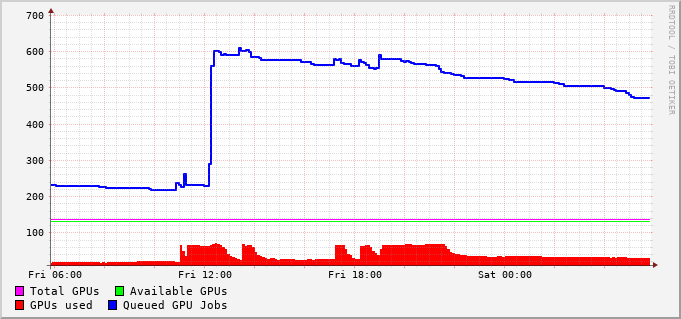 700
600
500
400
300
200
100
Fri 06:00 Fri 12:00 Fri 18:00 Sat 00:00
Total GPUs Available GPUs
GPUs used Queued GPU Jobs
RRDTOOL / TOBI OETIKER